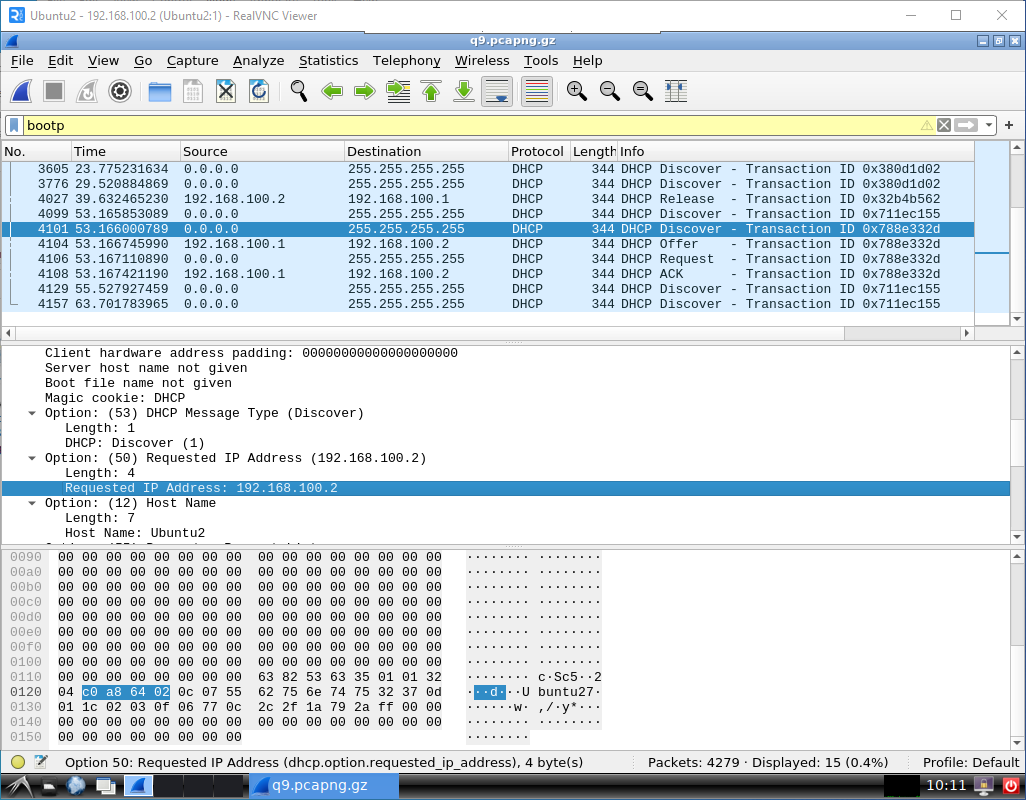 Ubuntu2 - 192.168.100.2 (Ubuntu2:1) - RealVNC Viewer
q9.pcapng.gz
File Edit View Go Capture Analyze Statistics Telephony Wireless Tools Help
bootp
No. Time Source Destination Protocol Length Info
3605 23.775231634 0.0.0.0 255.255.255.255 DHCP 344 DHCP Discover - Transaction ID 0x380d1d02
3776 29.520884869 0.0.0.0 255.255.255.255 DHCP 344 DHCP Discover - Transaction ID 0x380d1d02
4027 39.632465230 192.168.100.2 192.168.100.1 DHCP 344 DHCP Release - Transaction ID 0x32b4b562
4099 53.165853089 0.0.0.0 255.255.255.255 DHCP 344 DHCP Discover - Transaction ID 0x711ec155
4101 53.166000789 0.0.0.0 255.255.255.255 DHCP 344 DHCP Discover - Transaction ID 0x788e332d
4104 53.166745990 192.168.100.1 192.168.100.2 DHCP 344 DHCP Offer - Transaction ID 0x788e332d
4106 53.167110890 0.0.0.0 255.255.255.255 DHCP 344 DHCP Request - Transaction ID 0x788e332d
4108 53.167421190 192.168.100.1 192.168.100.2 DHCP 344 DHCP ACK - Transaction ID 0x788e332d
4129 55.527927459 0.0.0.0 255.255.255.255 DHCP 344 DHCP Discover - Transaction ID 0x711ec155
4157 63.701783965 0.0.0.0 255.255.255.255 DHCP 344 DHCP Discover - Transaction ID 0x711ec155
Client hardware address padding: 00000000000000000000
Server host name not given
Boot file name not given
Magic cookie: DHCP
Option: (53) DHCP Message Type (Discover)
Length: 1
DHCP: Discover (1)
Option: (50) Requested IP Address (192.168.100.2)
Length: 4
Requested IP Address: 192.168.100.2
Option: (12) Host Name
Length: 7
Host Name: Ubuntu2
0090 00 00 00 00 00 00 00 00 00 00 00 00 00 00 00 00 ········ ········
00a0 00 00 00 00 00 00 00 00 00 00 00 00 00 00 00 00 ········ ········
00b0 00 00 00 00 00 00 00 00 00 00 00 00 00 00 00 00 ········ ········
00c0 00 00 00 00 00 00 00 00 00 00 00 00 00 00 00 00 ········ ········
00d0 00 00 00 00 00 00 00 00 00 00 00 00 00 00 00 00 ········ ········
00e0 00 00 00 00 00 00 00 00 00 00 00 00 00 00 00 00 ········ ········
00f0 00 00 00 00 00 00 00 00 00 00 00 00 00 00 00 00 ········ ········
0100 00 00 00 00 00 00 00 00 00 00 00 00 00 00 00 00 ········ ········
0110 00 00 00 00 00 00 00 00 63 82 53 63 35 01 01 32 ········ c·Sc5··2
0120 04 c0 a8 64 02 0c 07 55 62 75 6e 74 75 32 37 0d ···d···U buntu27·
0130 01 1c 02 03 0f 06 77 0c 2c 2f 1a 79 2a ff 00 00 ······w· ,/·y*···
0140 00 00 00 00 00 00 00 00 00 00 00 00 00 00 00 00 ········ ········
0150 00 00 00 00 00 00 00 00 ········
Option 50: Requested IP Address (dhcp.option.requested_ip_address), 4 byte(s) Packets: 4279 · Displayed: 15 (0.4%) Profile: Default
q9.pcapng.gz 10:11